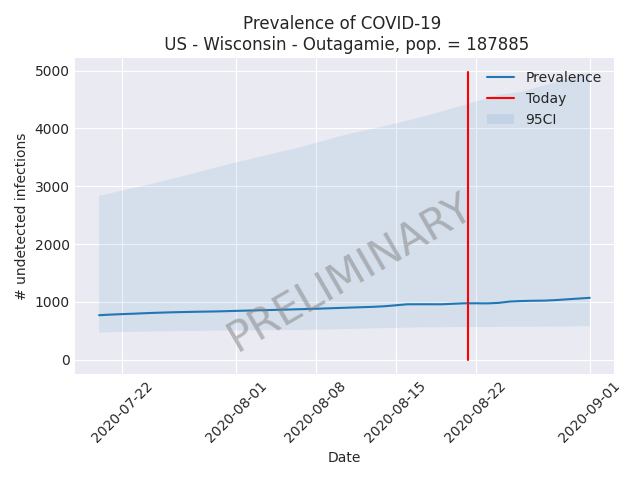 Prevalence of COVID-19
US - Wisconsin - Outagamie, pop. = 187885
5000
4000
3000
2000
1000
0
# undetected infections
Prevalence
Today
95CI
PRELIMINARY
2020-07-22
2020-08-01
2020-08-08
2020-08-15
2020-08-22
2020-09-01
Date